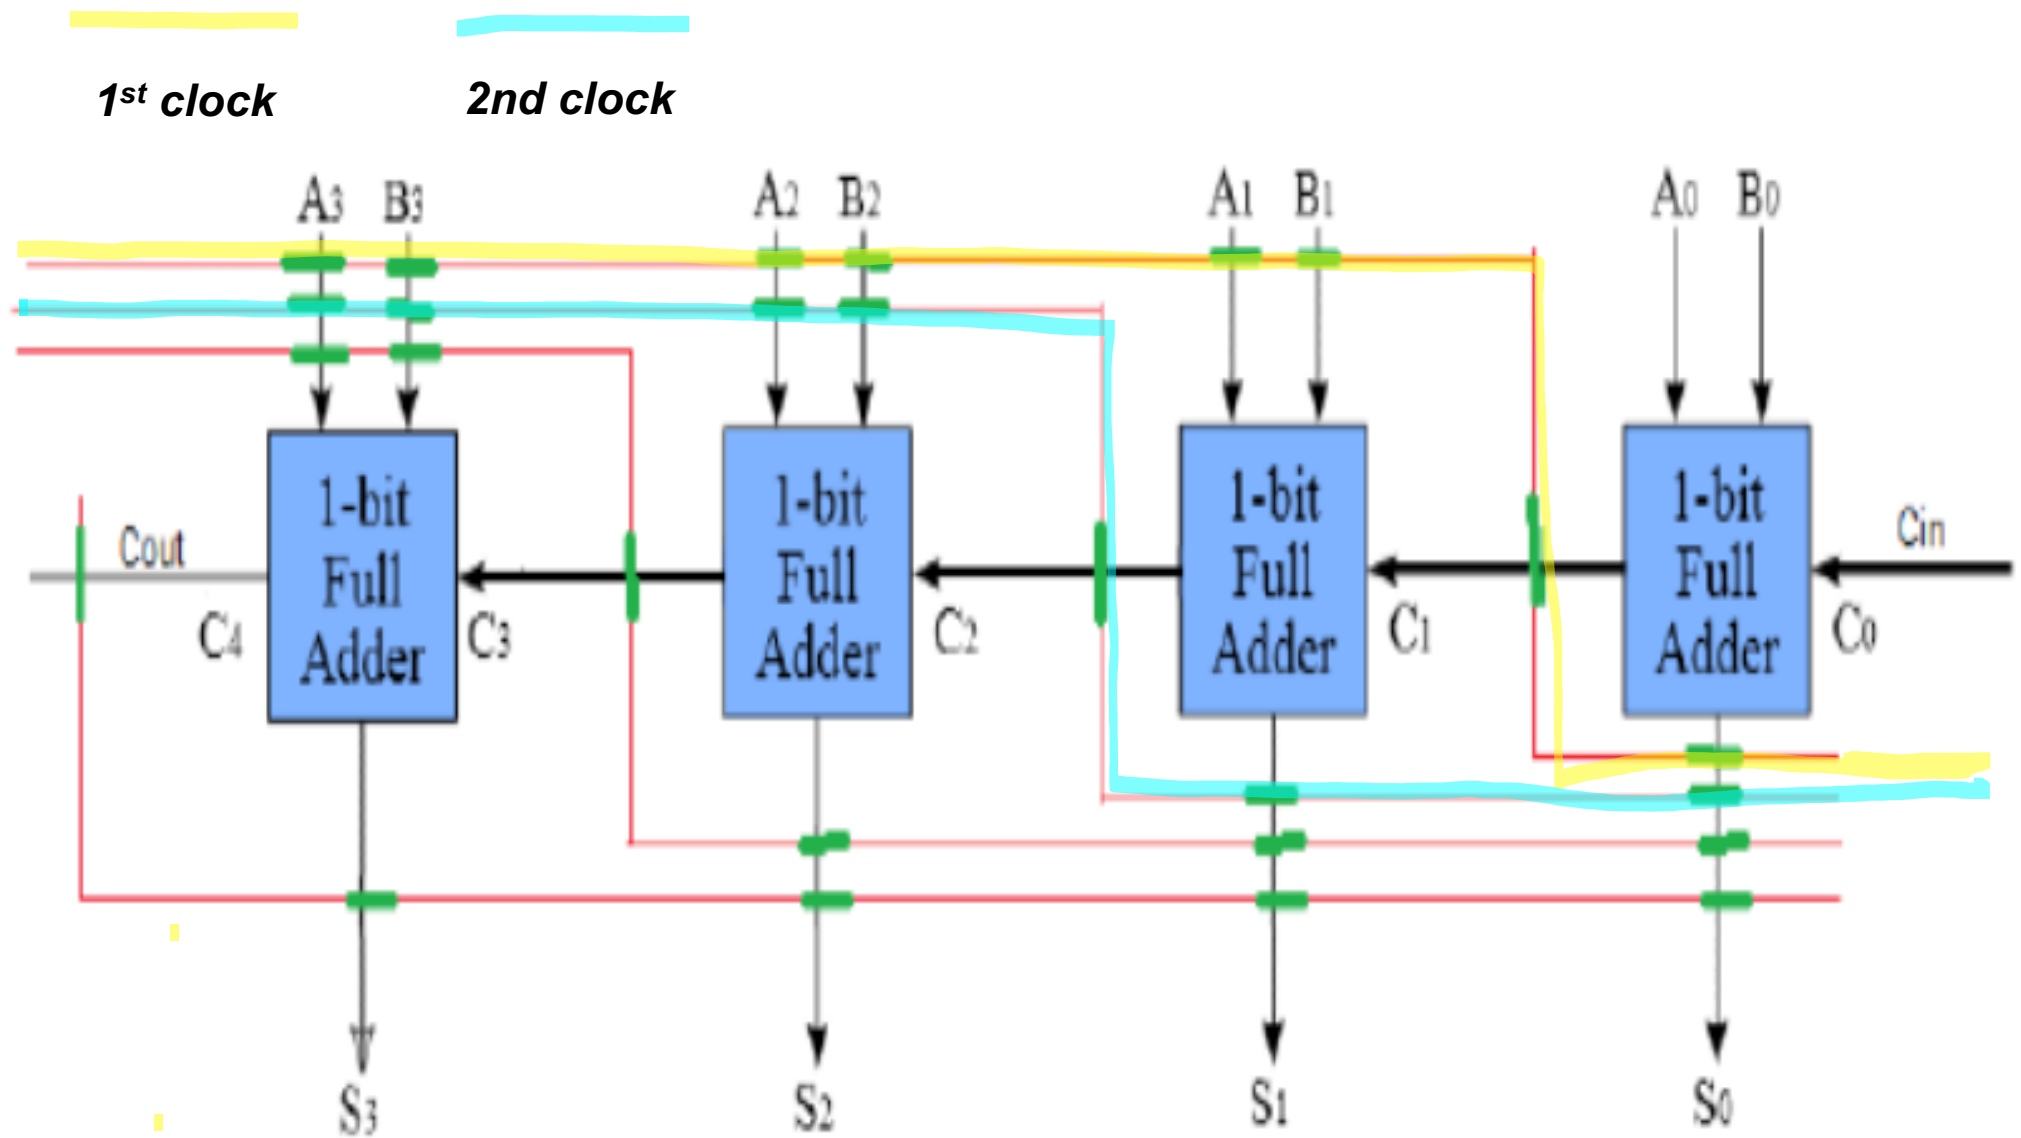 1st clock
2nd clock
A3 B3 A2 B2 A1 B1 A0 B0
1-bit Full Adder
1-bit Full Adder
1-bit Full Adder
1-bit Full Adder
Cout
Cin
C4 C3 C2 C1 C0
S3 S2 S1 S0